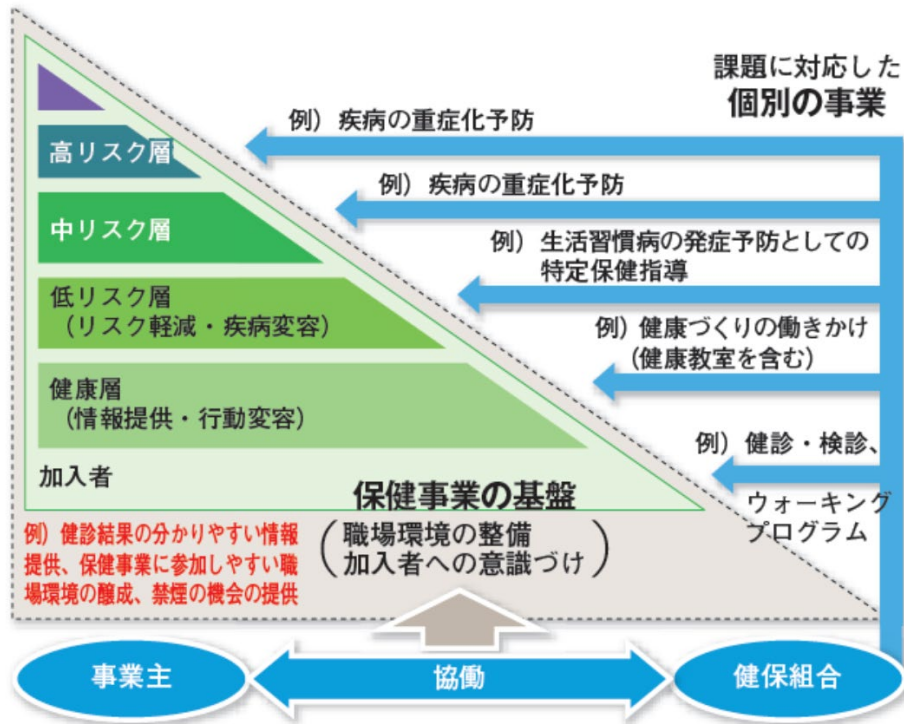 課題に対応した
個別の事業
例）疾病の重症化予防
高リスク層
例）疾病の重症化予防
中リスク層
例）生活習慣病の発症予防としての
特定保健指導
低リスク層
（リスク軽減・疾病変容）
例）健康づくりの働きかけ
（健康教室を含む）
健康層
（情報提供・行動変容）
例）健診・検診、
ウォーキング
プログラム
加入者
保健事業の基盤
（職場環境の整備
加入者への意識づけ）
例）健診結果の分かりやすい情報
提供、保健事業に参加しやすい職
場環境の醸成、禁煙の機会の提供
事業主
協働
健保組合